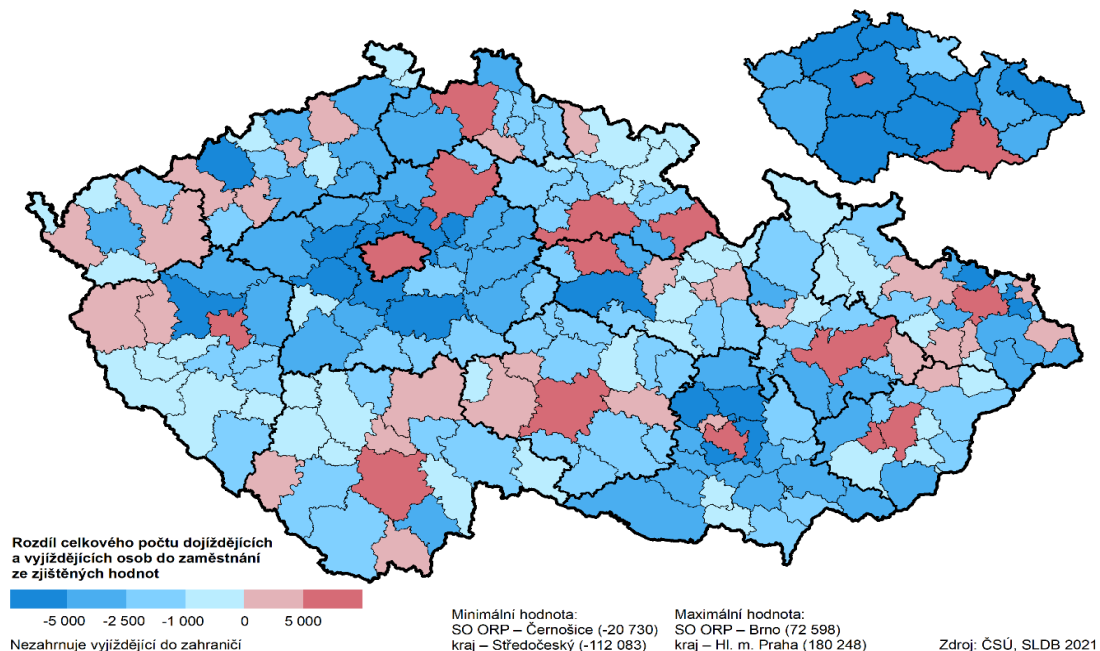 Rozdíl celkového počtu dojíždějících
a vyjíždějících osob do zaměstnání
ze zjištěných hodnot
-5 000 -2 500 -1 000 0 5 000
Nezahrnuje vyjíždějící do zahraničí
Minimální hodnota:
SO ORP – Černošice (-20 730)
kraj – Středočeský (-112 083)
Maximální hodnota:
SO ORP – Brno (72 598)
kraj – Hl. m. Praha (180 248)
Zdroj: ČSÚ, SLDB 2021